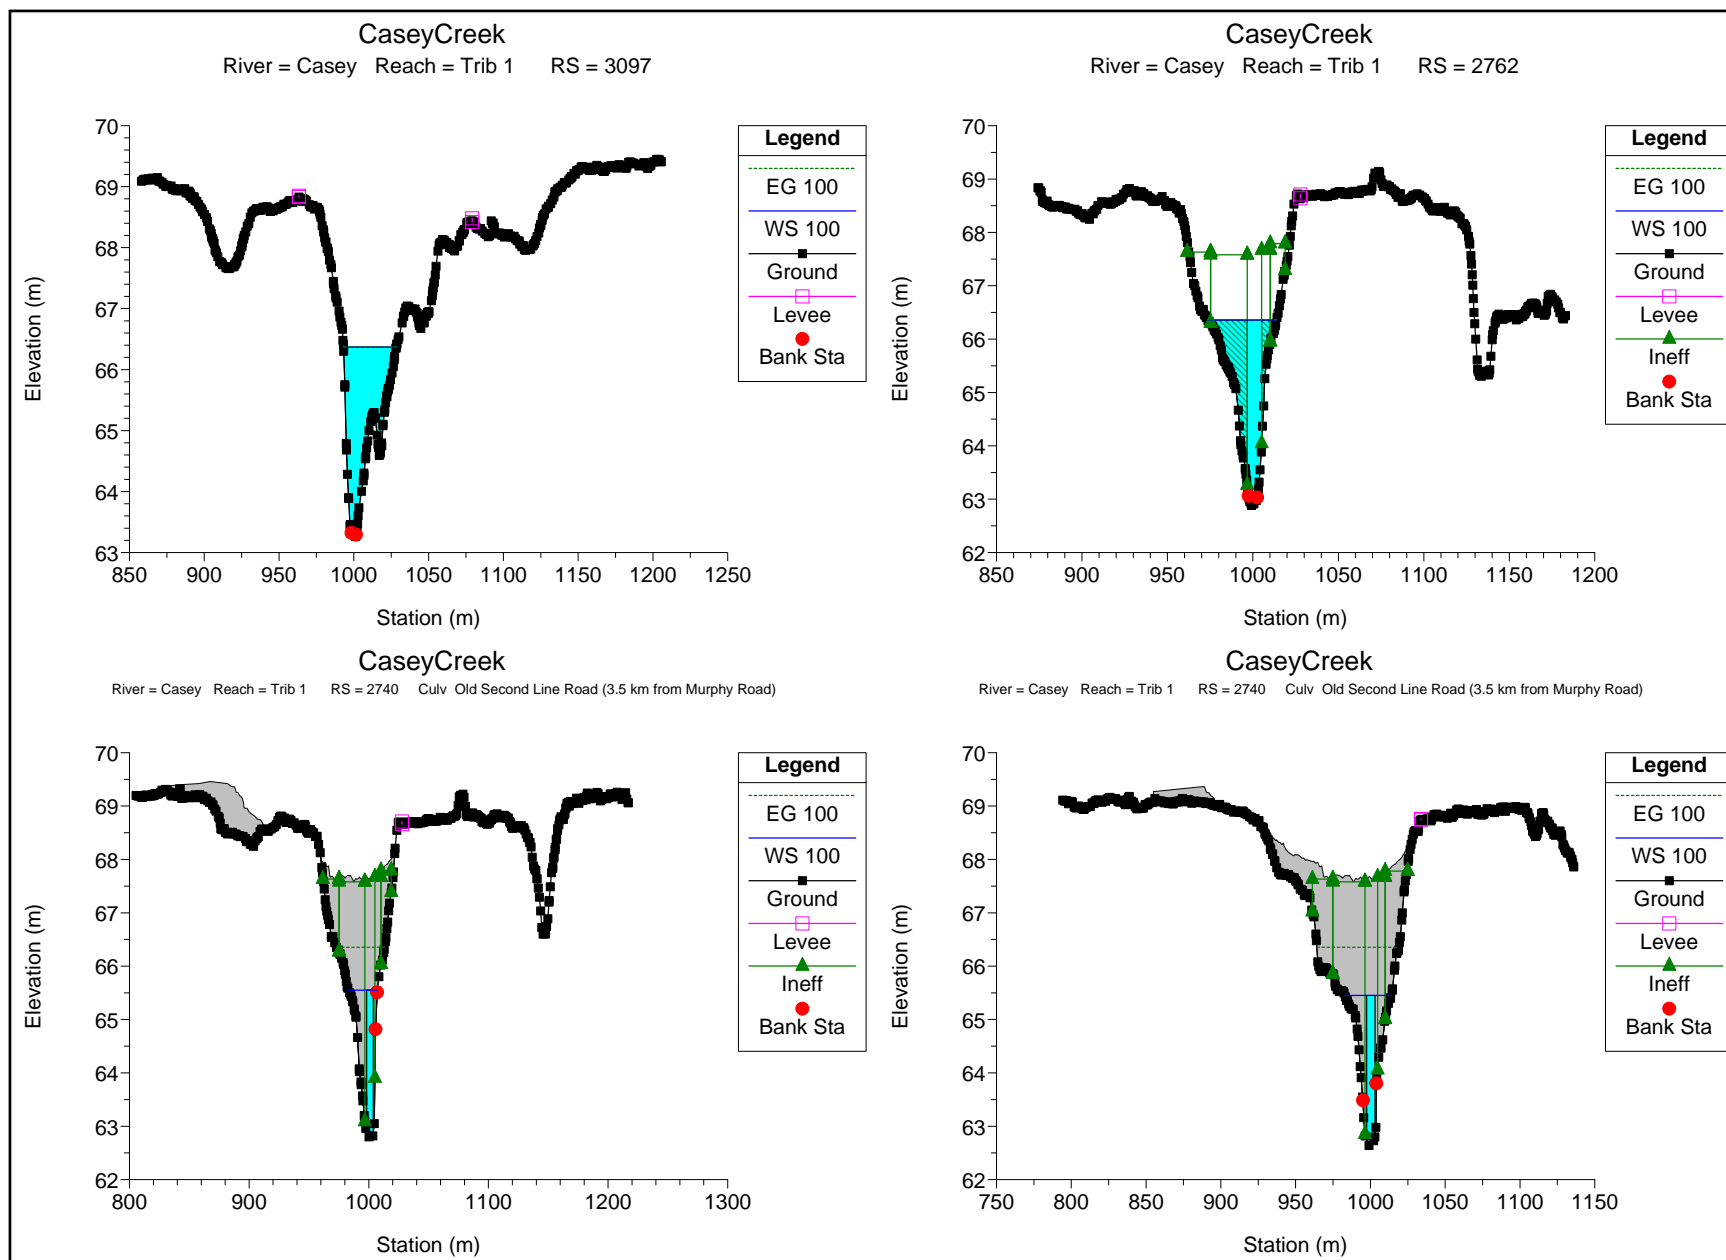 CaseyCreek
River = Casey   Reach = Trib 1      RS = 3097
70
69
68
67
66
65
64
63
850 900 950 1000 1050 1100 1150 1200 1250
Elevation (m)
Station (m)
Legend
EG 100
WS 100
Ground
Levee
Bank Sta
CaseyCreek
River = Casey   Reach = Trib 1      RS = 2762
70
69
68
67
66
65
64
63
62
850 900 950 1000 1050 1100 1150 1200
Elevation (m)
Station (m)
Legend
EG 100
WS 100
Ground
Levee
Ineff
Bank Sta
CaseyCreek
River = Casey   Reach = Trib 1      RS = 2740     Culv  Old Second Line Road (3.5 km from Murphy Road)
70
69
68
67
66
65
64
63
62
800 900 1000 1100 1200 1300
Elevation (m)
Station (m)
Legend
EG 100
WS 100
Ground
Levee
Ineff
Bank Sta
CaseyCreek
River = Casey   Reach = Trib 1      RS = 2740     Culv  Old Second Line Road (3.5 km from Murphy Road)
70
69
68
67
66
65
64
63
62
750 800 850 900 950 1000 1050 1100 1150
Elevation (m)
Station (m)
Legend
EG 100
WS 100
Ground
Levee
Ineff
Bank Sta